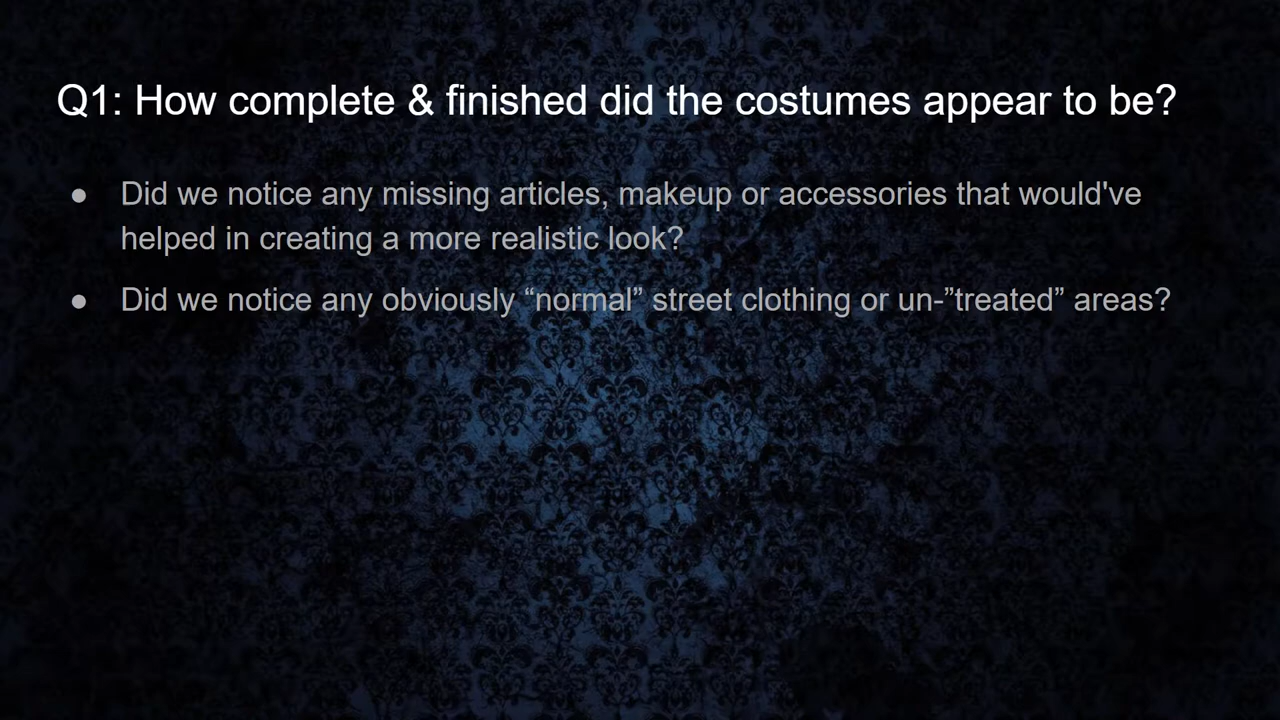 Q1: How complete & finished did the costumes appear to be?
● Did we notice any missing articles, makeup or accessories that would've
helped in creating a more realistic look?
● Did we notice any obviously “normal” street clothing or un-”treated” areas?